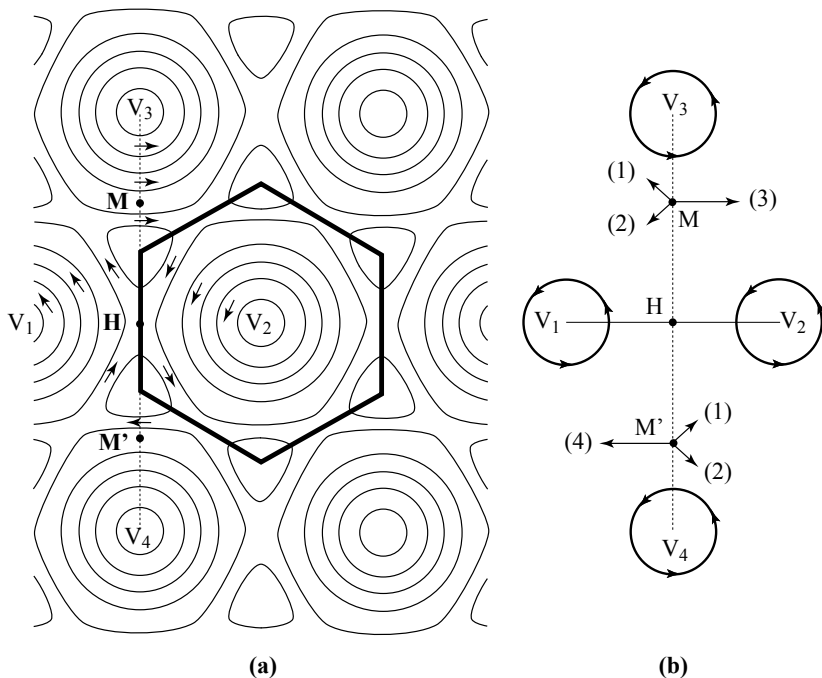 V3
M
V1
H
V2
M'
V4
(a)
V3
(1)
(3)
(2)
M
H
V1
V2
M'
(1)
(4)
(2)
V4
(b)